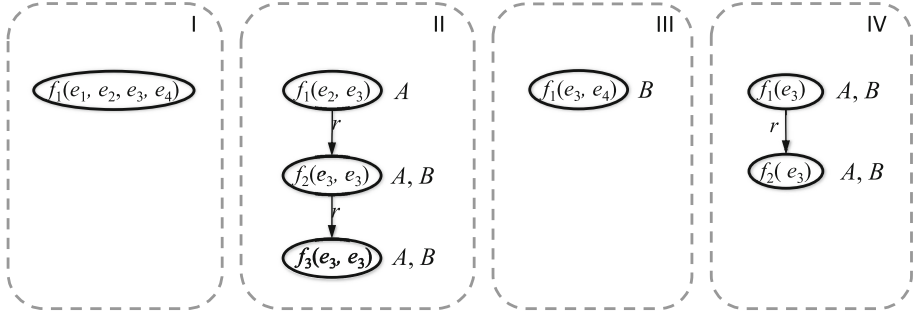 I
f₁(e₁, e₂, e₃, e₄)
II
f₁(e₂, e₃) A
r
f₂(e₃, e₃) A, B
r
f₃(e₃, e₃) A, B
III
f₁(e₃, e₄) B
IV
f₁(e₃) A, B
r
f₂( e₃) A, B